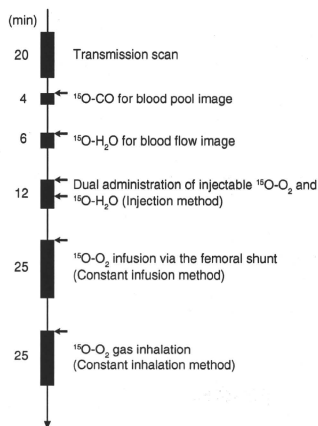 (min)
20 Transmission scan
4 ¹⁵O-CO for blood pool image
6 ¹⁵O-H₂O for blood flow image
12 Dual administration of injectable ¹⁵O-O₂ and
¹⁵O-H₂O (Injection method)
25 ¹⁵O-O₂ infusion via the femoral shunt
(Constant infusion method)
25 ¹⁵O-O₂ gas inhalation
(Constant inhalation method)